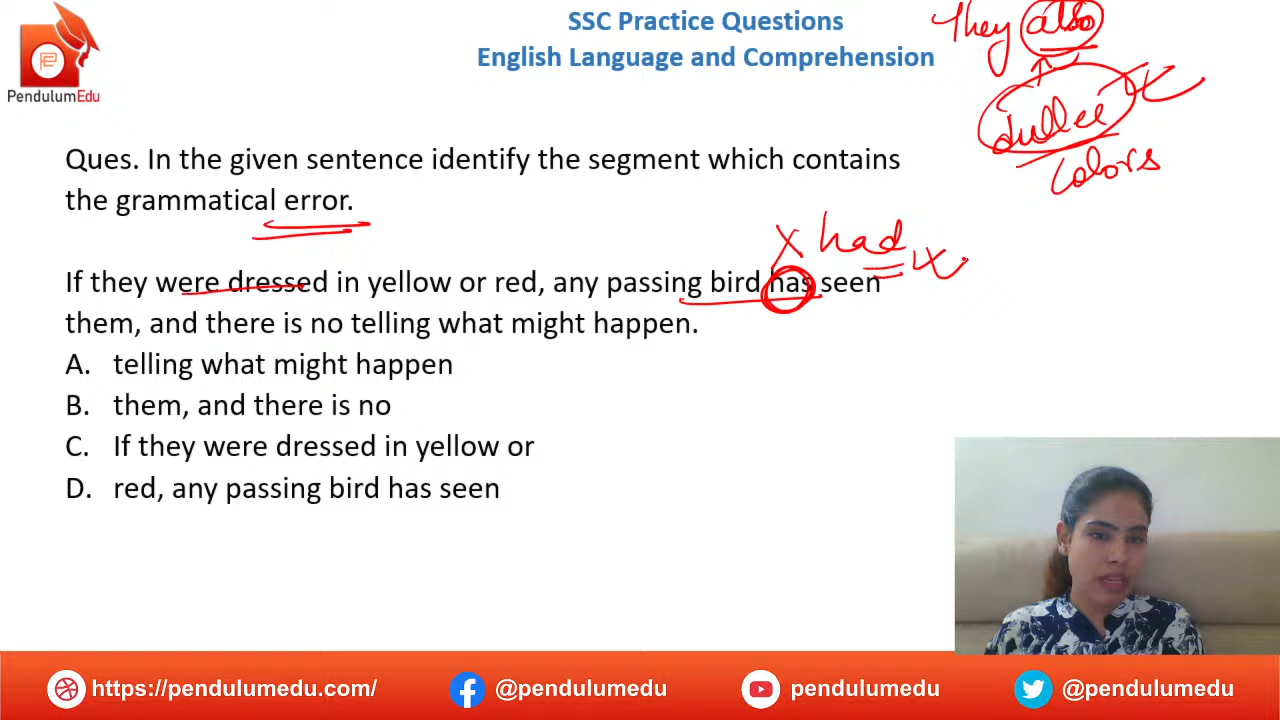 SSC Practice Questions
English Language and Comprehension
PendulumEdu
They also
duller
colors
Ques. In the given sentence identify the segment which contains
the grammatical error.
X had
If they were dressed in yellow or red, any passing bird has seen
them, and there is no telling what might happen.
A. telling what might happen
B. them, and there is no
C. If they were dressed in yellow or
D. red, any passing bird has seen
https://pendulumedu.com/
@pendulumedu
pendulumedu
@pendulumedu